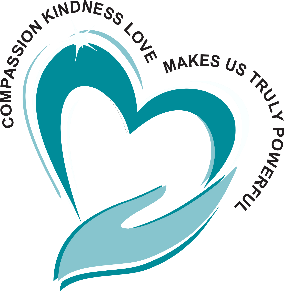 COMPASSION KINDNESS LOVE
MAKES US TRULY POWERFUL